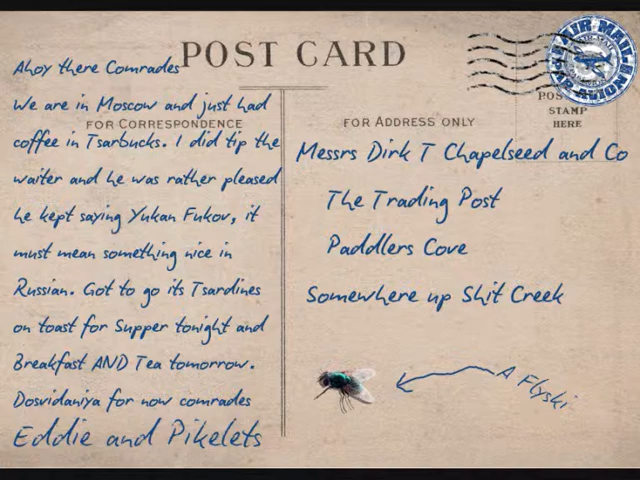 POST CARD
Ahoy there Comrades
We are in Moscow and just had
FOR CORRESPONDENCE
coffee in Tsarbucks. I did tip the
waiter and he was rather pleased
he kept saying Yukan Fukov, it
must mean something nice in
Russian. Got to go its Tsardines
on toast for Supper tonight and
Breakfast AND Tea tomorrow.
Dosvidaniya for now comrades
Eddie and Pikelets
AIR MAIL
STAMP
HERE
FOR ADDRESS ONLY
Messrs Dirk T Chapelseed and Co
The Trading Post
Paddlers Cove
Somewhere up Shit Creek
A Flyski